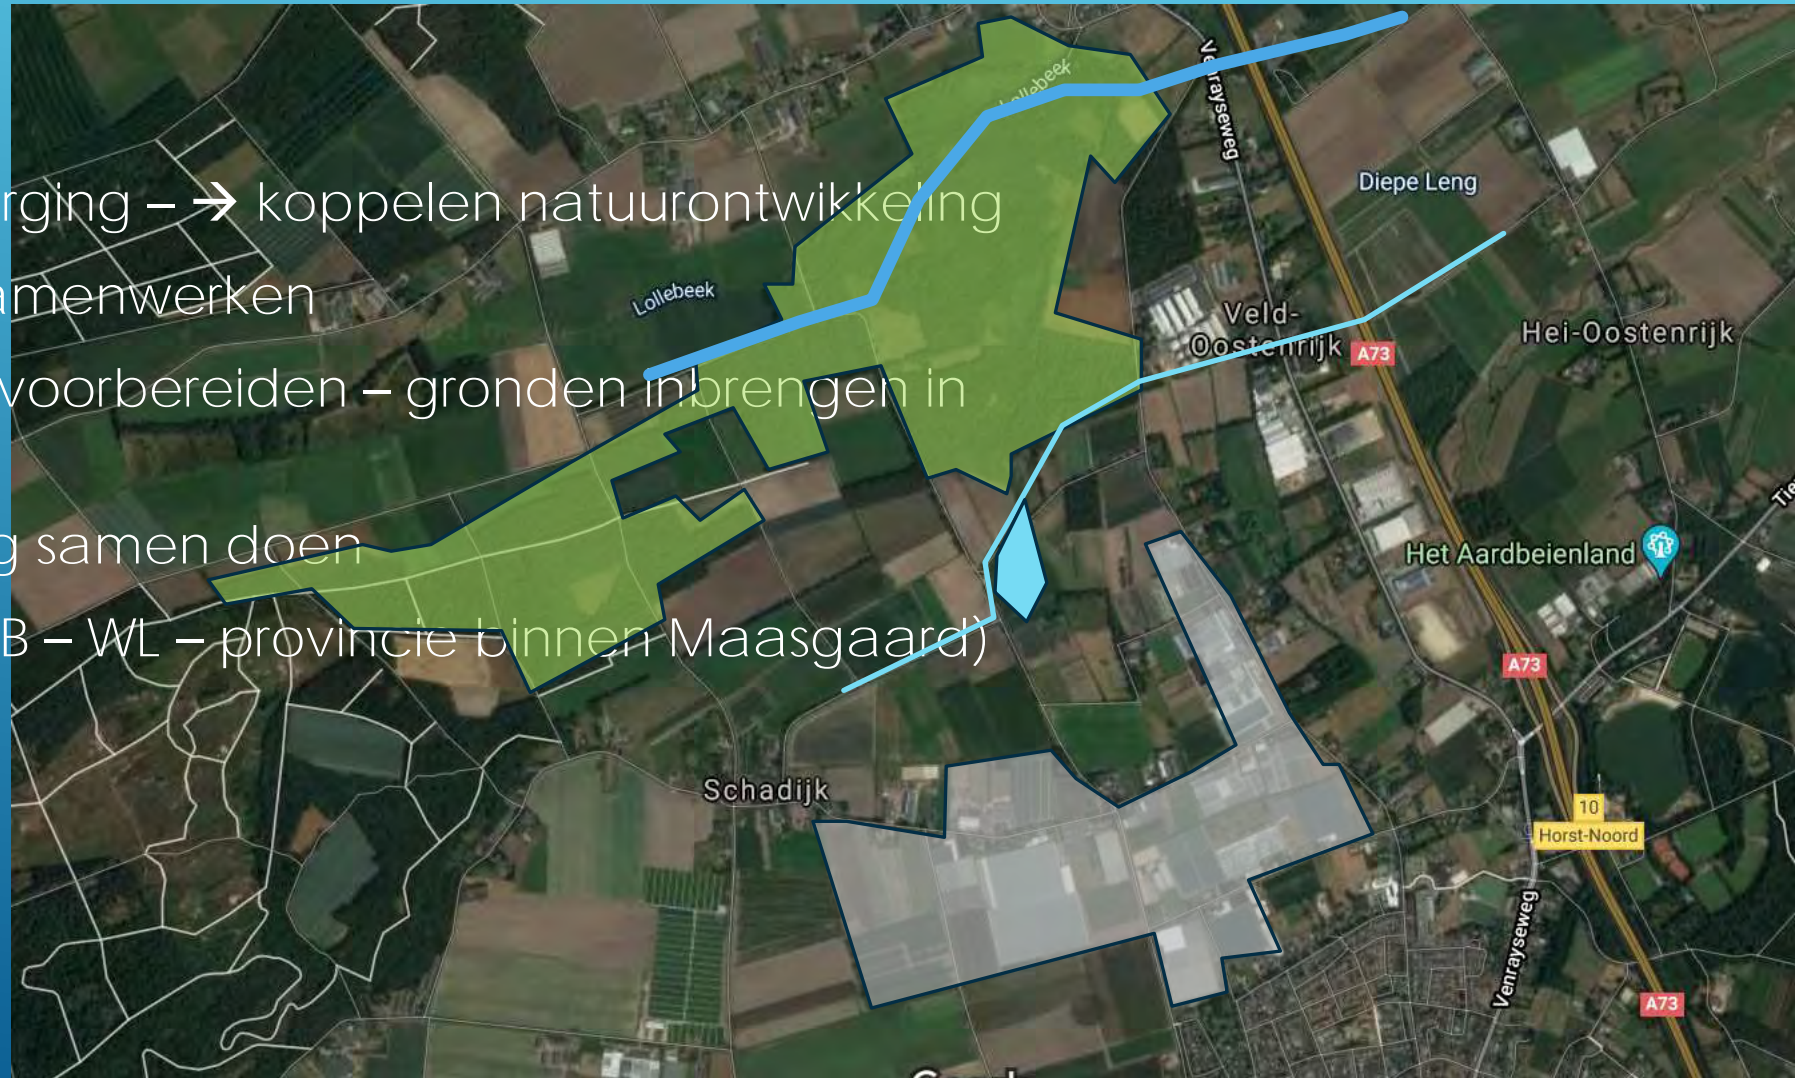 rging – → koppelen natuurontwikkeling
amenwerken
voorbereiden – gronden inbrengen in
g samen doen
B – WL – provincie binnen Maasgaard)
Lollebeek
Lollebeek
Venrayseweg
Diepe Leng
Veld-
Oostenrijk
A73
Hei-Oostenrijk
Het Aardbeienland
A73
Schadijk
10
Horst-Noord
Venrayseweg
A73